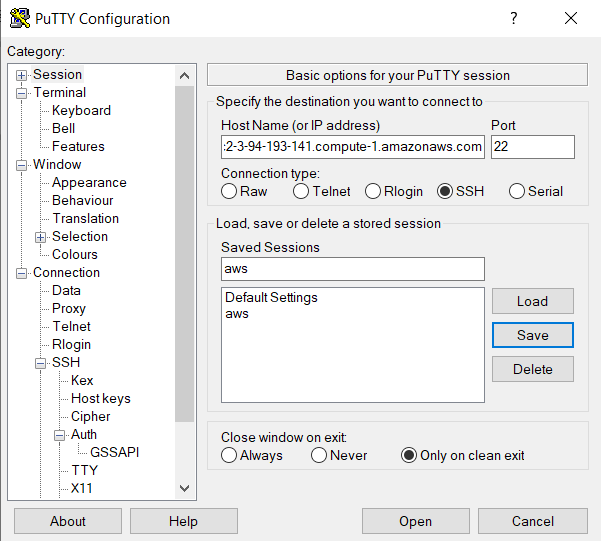 PuTTY Configuration
?
Category:
Session
Terminal
Keyboard
Bell
Features
Window
Appearance
Behaviour
Translation
Selection
Colours
Connection
Data
Proxy
Telnet
Rlogin
SSH
Kex
Host keys
Cipher
Auth
GSSAPI
TTY
X11
Basic options for your PuTTY session
Specify the destination you want to connect to
Host Name (or IP address) Port
:2-3-94-193-141.compute-1.amazonaws.com 22
Connection type:
Raw Telnet Rlogin SSH Serial
Load, save or delete a stored session
Saved Sessions
aws
Default Settings
aws
Load
Save
Delete
Close window on exit:
Always Never Only on clean exit
About Help Open Cancel